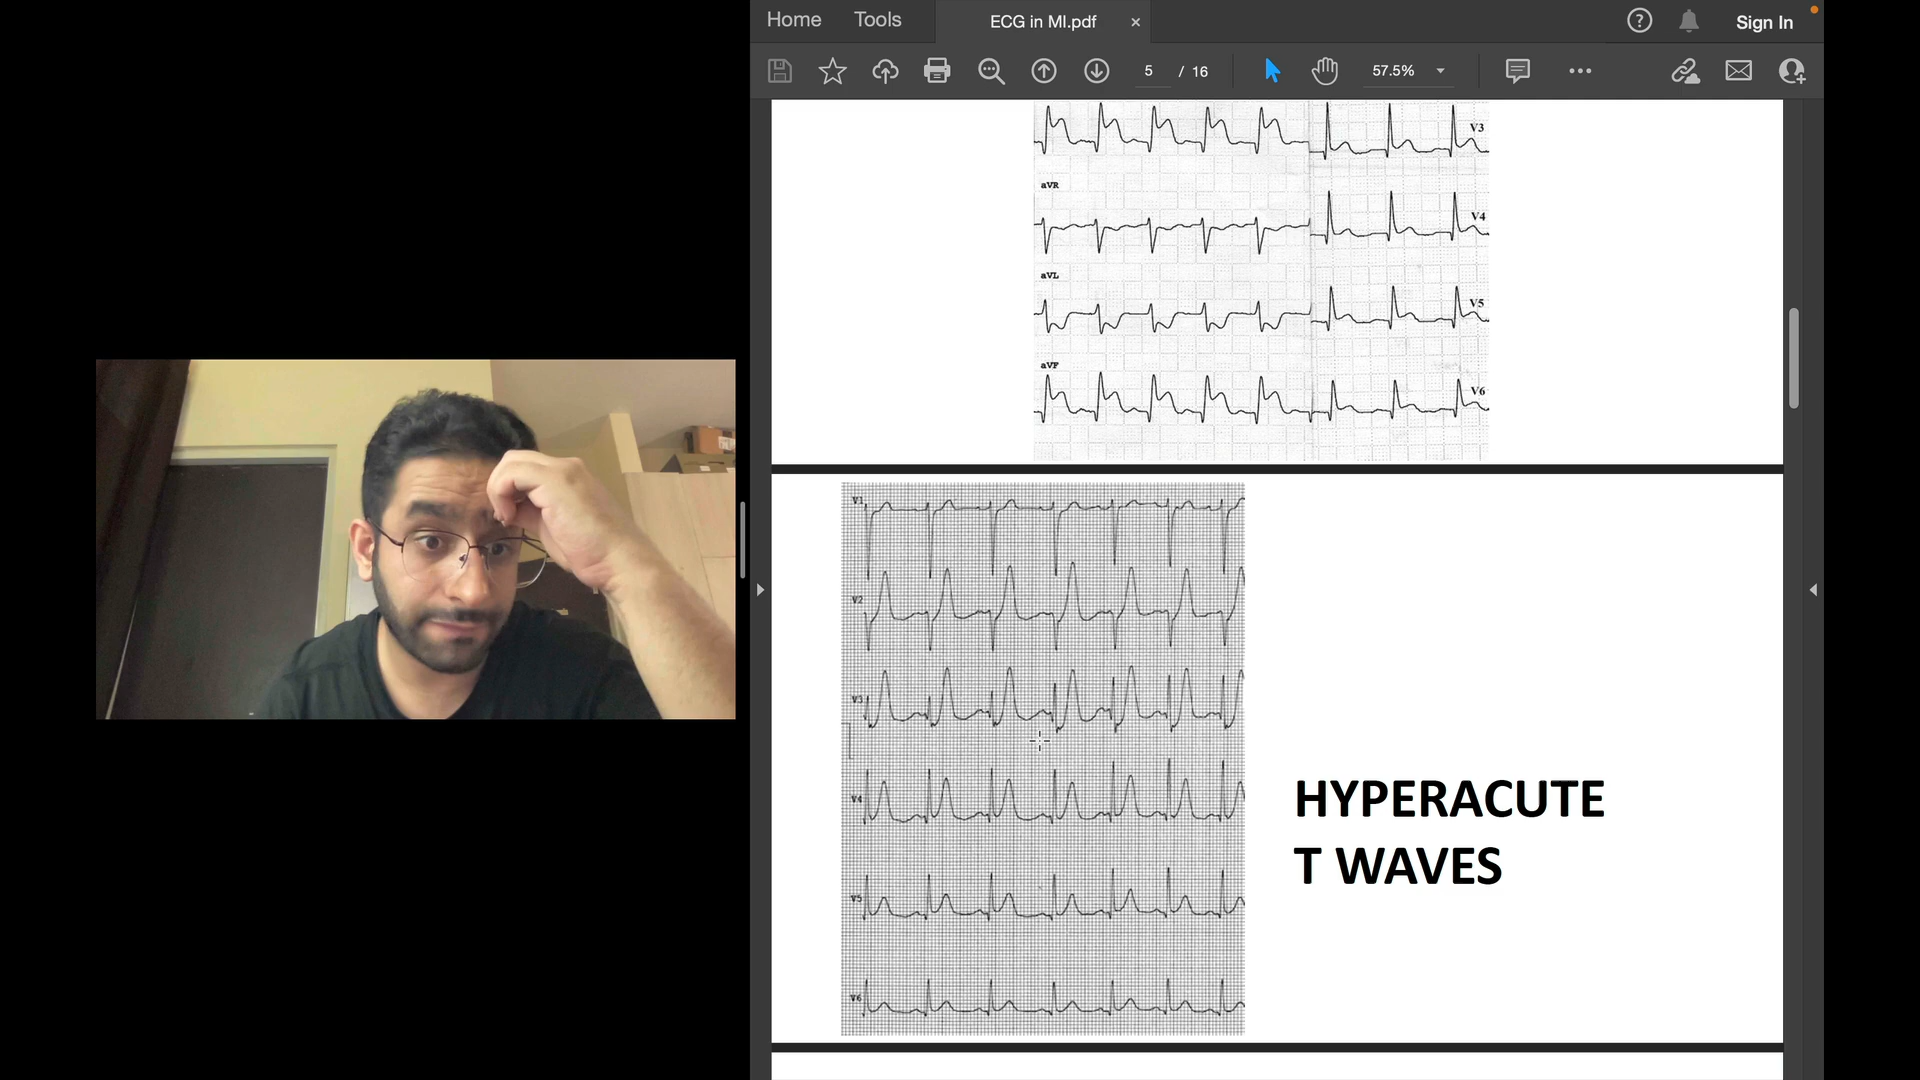 Home Tools ECG in MI.pdf × ? Sign In
5 / 16 57.5%
V3
aVR
V4
aVL
V5
aVF
V6
V1
V2
V3
V4
V5
V6
HYPERACUTE
T WAVES